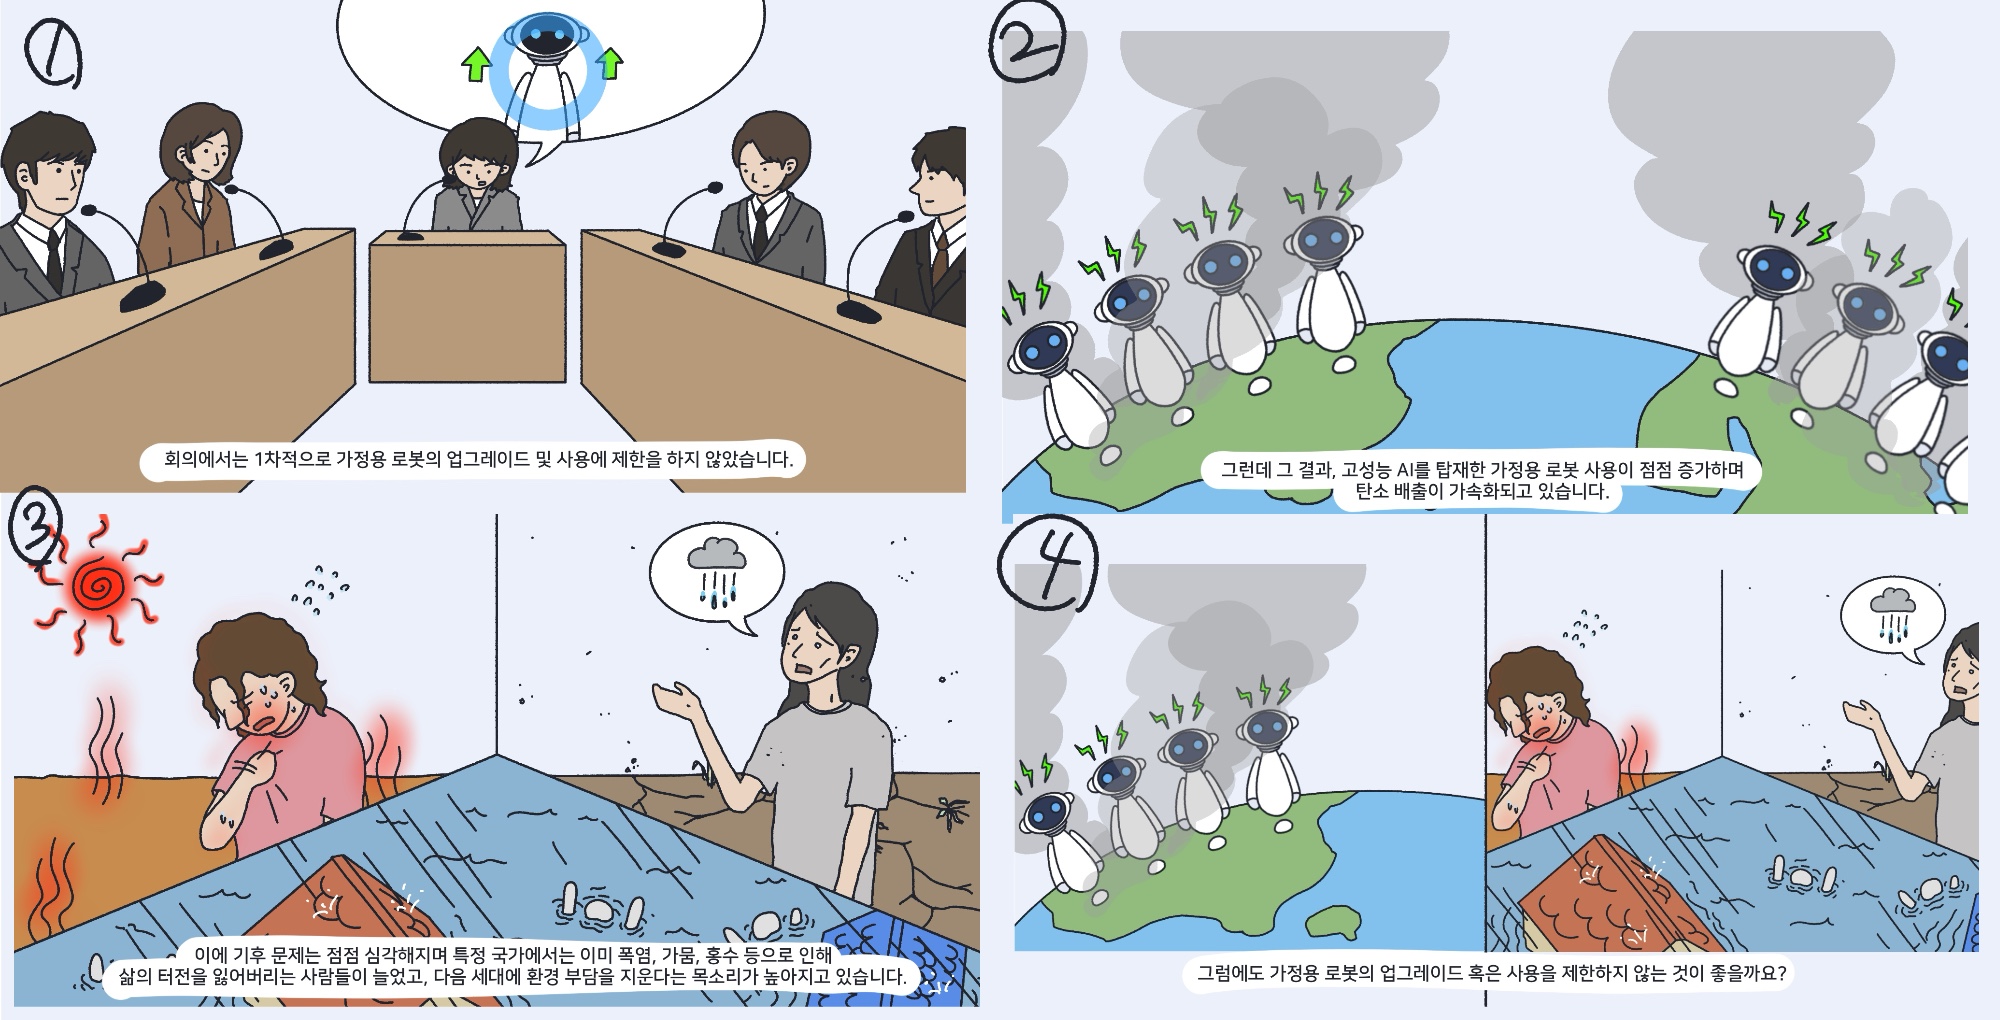 1
회의에서는 1차적으로 가정용 로봇의 업그레이드 및 사용에 제한을 하지 않았습니다.
2
그런데 그 결과, 고성능 AI를 탑재한 가정용 로봇 사용이 점점 증가하며
탄소 배출이 가속화되고 있습니다.
3
이에 기후 문제는 점점 심각해지며 특정 국가에서는 이미 폭염, 가뭄, 홍수 등으로 인해
삶의 터전을 잃어버리는 사람들이 늘었고, 다음 세대에 환경 부담을 지운다는 목소리가 높아지고 있습니다.
4
그럼에도 가정용 로봇의 업그레이드 혹은 사용을 제한하지 않는 것이 좋을까요?